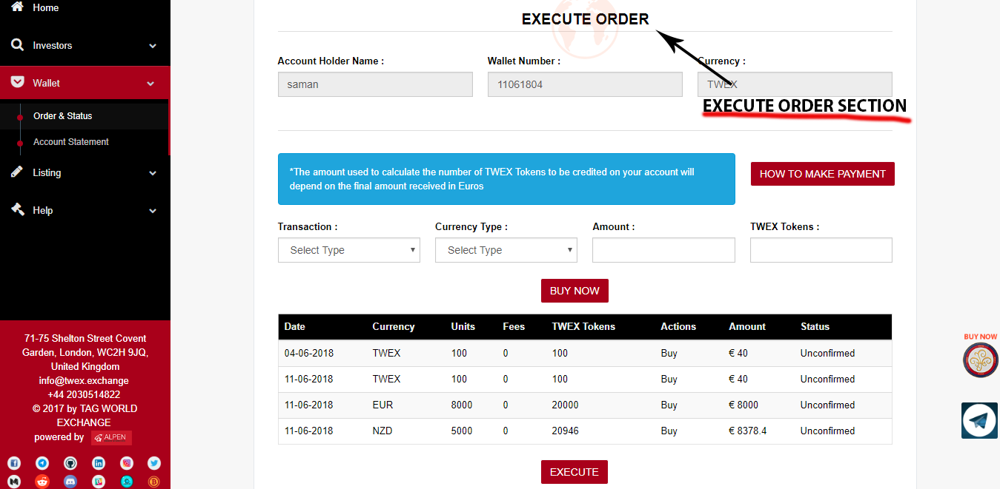 Home
Investors
Wallet
Order & Status
Account Statement
Listing
Help
71-75 Shelton Street Covent
Garden, London, WC2H 9JQ,
United Kingdom
info@twex.exchange
+44 2030514822
© 2017 by TAG WORLD
EXCHANGE
powered by ALPEN
EXECUTE ORDER
Account Holder Name : Wallet Number : Currency :
saman 11061804 TWEX
EXECUTE ORDER SECTION
*The amount used to calculate the number of TWEX Tokens to be credited on your account will
depend on the final amount received in Euros
HOW TO MAKE PAYMENT
Transaction : Currency Type : Amount : TWEX Tokens :
Select Type Select Type
BUY NOW
Date Currency Units Fees TWEX Tokens Actions Amount Status
04-06-2018 TWEX 100 0 100 Buy € 40 Unconfirmed
11-06-2018 TWEX 100 0 100 Buy € 40 Unconfirmed
11-06-2018 EUR 8000 0 20000 Buy € 8000 Unconfirmed
11-06-2018 NZD 5000 0 20946 Buy € 8378.4 Unconfirmed
EXECUTE
BUY NOW